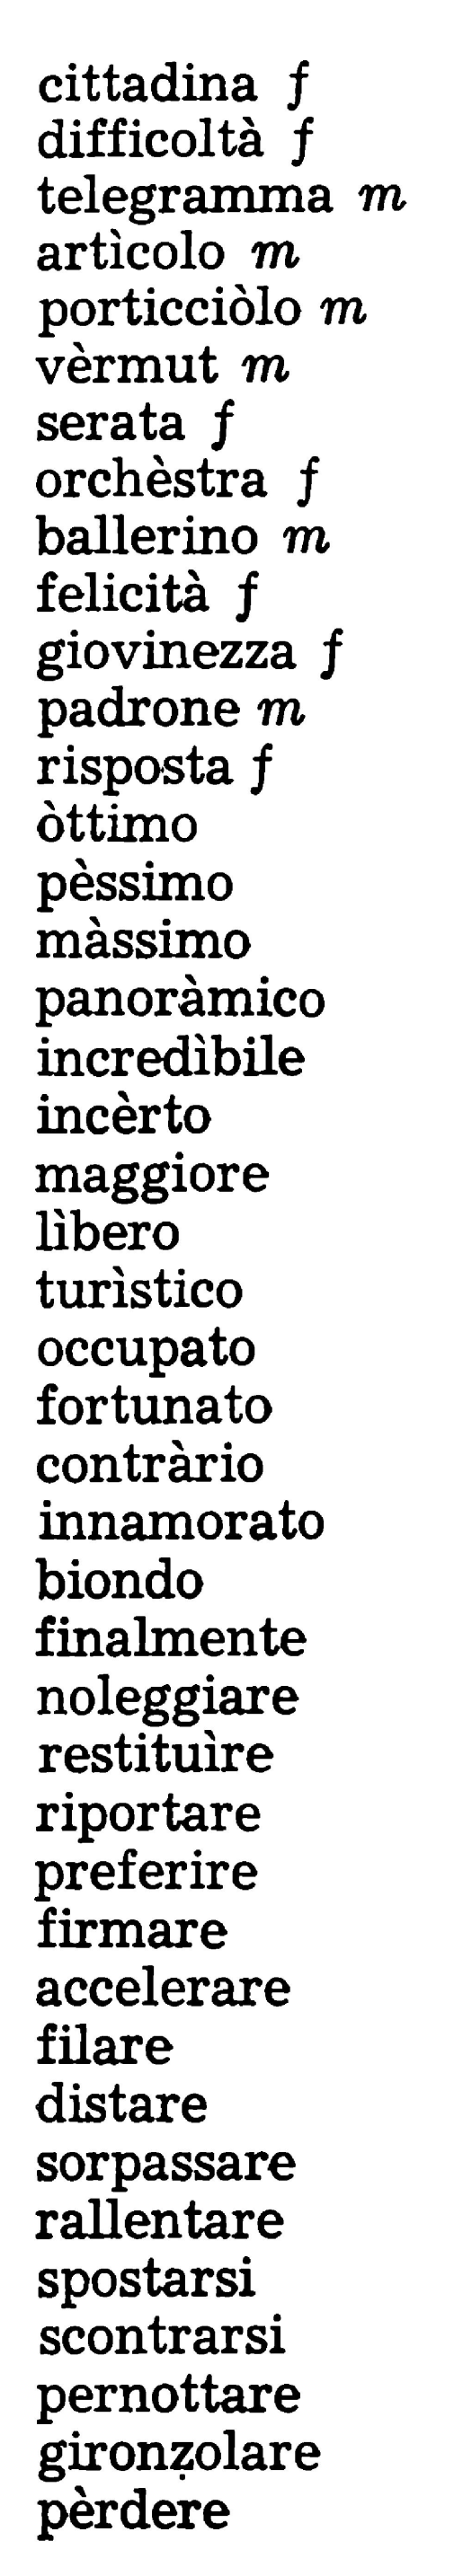 cittadina f
difficoltà f
telegramma m
artìcolo m
porticciòlo m
vèrmut m
serata f
orchèstra f
ballerino m
felicità f
giovinezza f
padrone m
risposta f
òttimo
pèssimo
màssimo
panoràmico
incredìbile
incèrto
maggiore
lìbero
turìstico
occupato
fortunato
contràrio
innamorato
biondo
finalmente
noleggiare
restituìre
riportare
preferire
firmare
accelerare
filare
distare
sorpassare
rallentare
spostarsi
scontrarsi
pernottare
gironẓolare
pèrdere